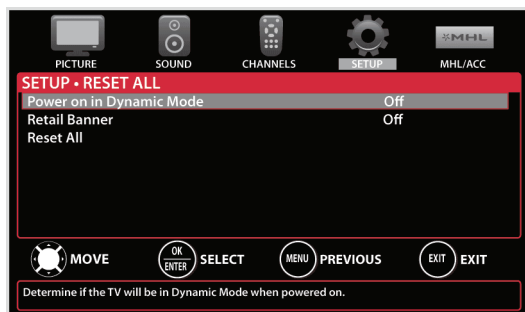 MHL
PICTURE SOUND CHANNELS SETUP MHL/ACC
SETUP • RESET ALL
Power on in Dynamic Mode Off
Retail Banner Off
Reset All
MOVE OK ENTER SELECT MENU PREVIOUS EXIT EXIT
Determine if the TV will be in Dynamic Mode when powered on.